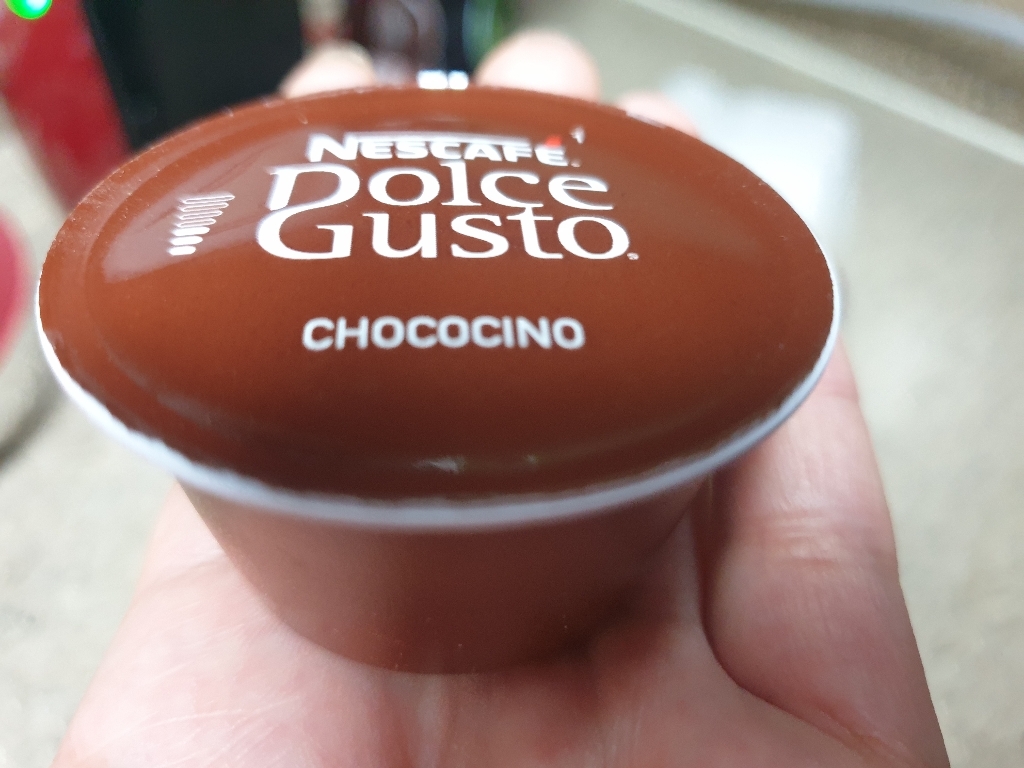 NESCAFÉ.
Dolce
Gusto
CHOCOCINO